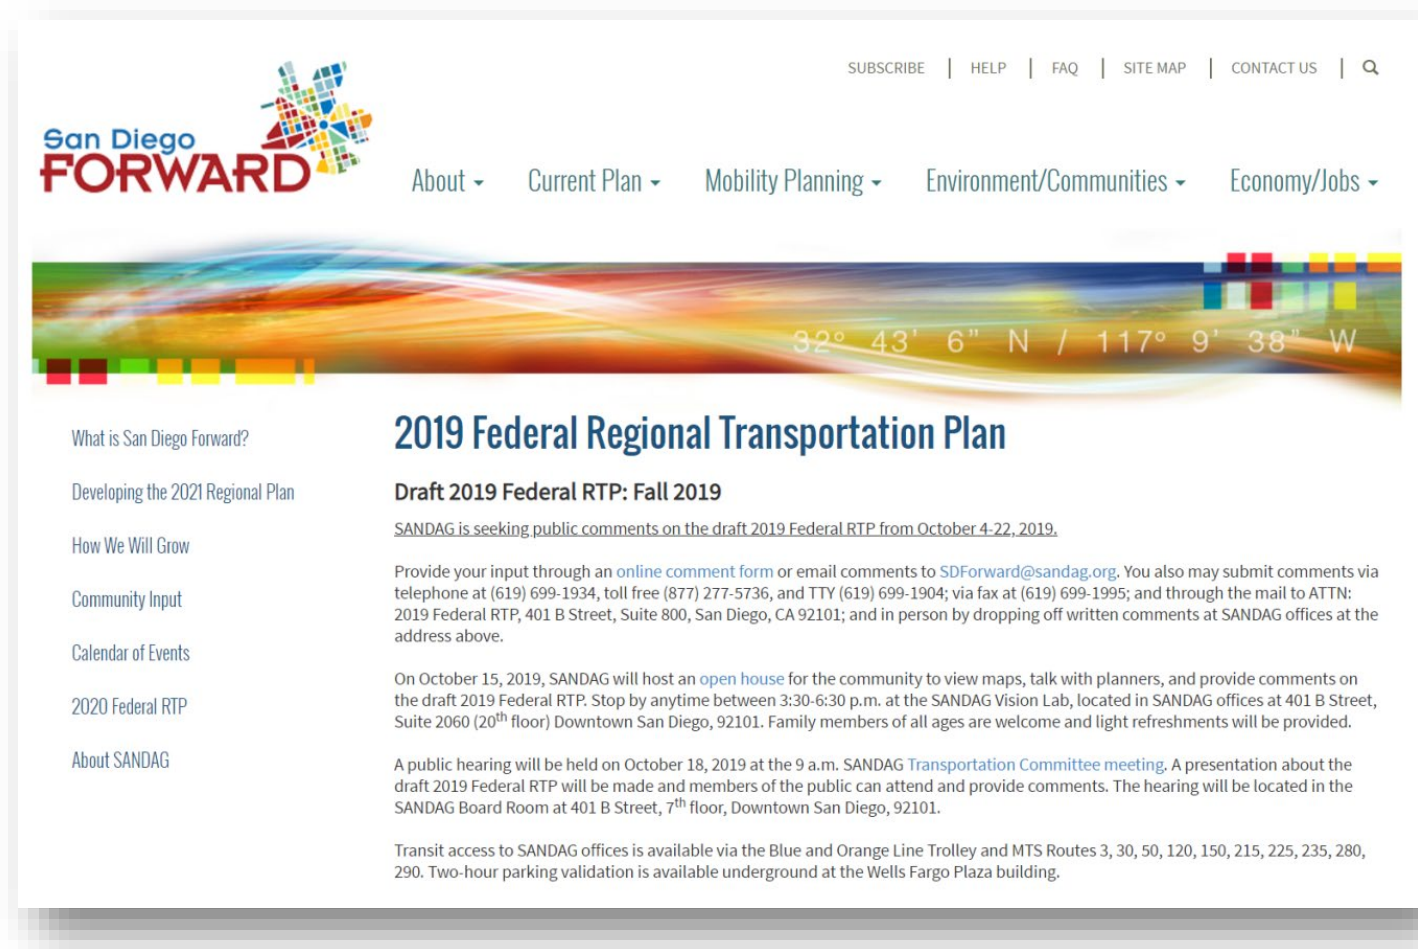 SUBSCRIBE | HELP | FAQ | SITE MAP | CONTACT US |
San Diego
FORWARD
About Current Plan Mobility Planning Environment/Communities Economy/Jobs
32° 43' 6" N / 117° 9' 38" W
What is San Diego Forward?
Developing the 2021 Regional Plan
How We Will Grow
Community Input
Calendar of Events
2020 Federal RTP
About SANDAG
2019 Federal Regional Transportation Plan
Draft 2019 Federal RTP: Fall 2019
SANDAG is seeking public comments on the draft 2019 Federal RTP from October 4-22, 2019.
Provide your input through an online comment form or email comments to SDForward@sandag.org. You also may submit comments via
telephone at (619) 699-1934, toll free (877) 277-5736, and TTY (619) 699-1904; via fax at (619) 699-1995; and through the mail to ATTN:
2019 Federal RTP, 401 B Street, Suite 800, San Diego, CA 92101; and in person by dropping off written comments at SANDAG offices at the
address above.
On October 15, 2019, SANDAG will host an open house for the community to view maps, talk with planners, and provide comments on
the draft 2019 Federal RTP. Stop by anytime between 3:30-6:30 p.m. at the SANDAG Vision Lab, located in SANDAG offices at 401 B Street,
Suite 2060 (20th floor) Downtown San Diego, 92101. Family members of all ages are welcome and light refreshments will be provided.
A public hearing will be held on October 18, 2019 at the 9 a.m. SANDAG Transportation Committee meeting. A presentation about the
draft 2019 Federal RTP will be made and members of the public can attend and provide comments. The hearing will be located in the
SANDAG Board Room at 401 B Street, 7th floor, Downtown San Diego, 92101.
Transit access to SANDAG offices is available via the Blue and Orange Line Trolley and MTS Routes 3, 30, 50, 120, 150, 215, 225, 235, 280,
290. Two-hour parking validation is available underground at the Wells Fargo Plaza building.